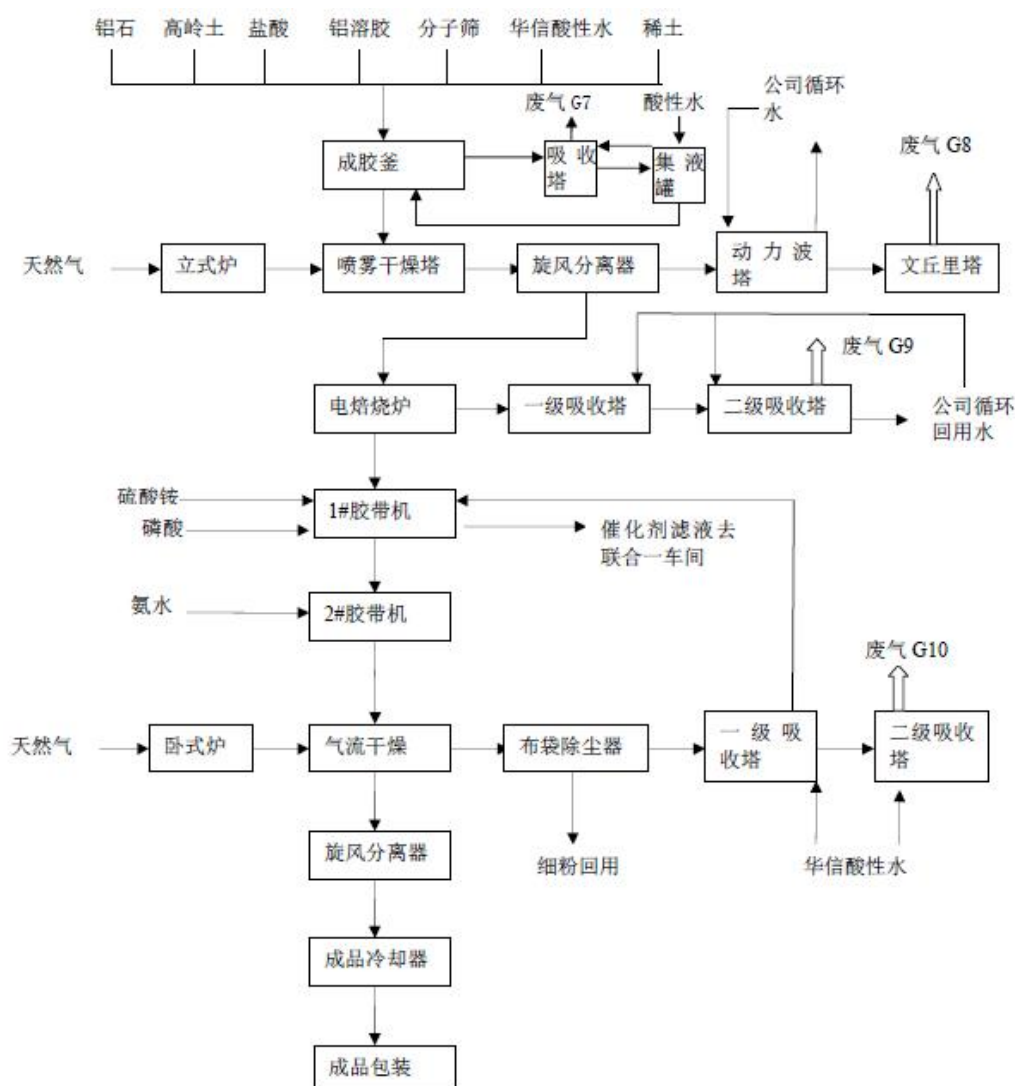 铝石
高岭土
盐酸
铝溶胶
分子筛
华信酸性水
稀土
废气 G7
酸性水
公司循环
水
废气 G8
成胶釜
吸收
塔
集液
罐
天然气
立式炉
喷雾干燥塔
旋风分离器
动力波
塔
文丘里塔
废气 G9
电焙烧炉
一级吸收塔
二级吸收塔
公司循环
回用水
硫酸铵
磷酸
1#胶带机
催化剂滤液去
联合一车间
氨水
2#胶带机
废气 G10
天然气
卧式炉
气流干燥
布袋除尘器
一级吸
收塔
二级吸收
塔
旋风分离器
细粉回用
华信酸性水
成品冷却器
成品包装